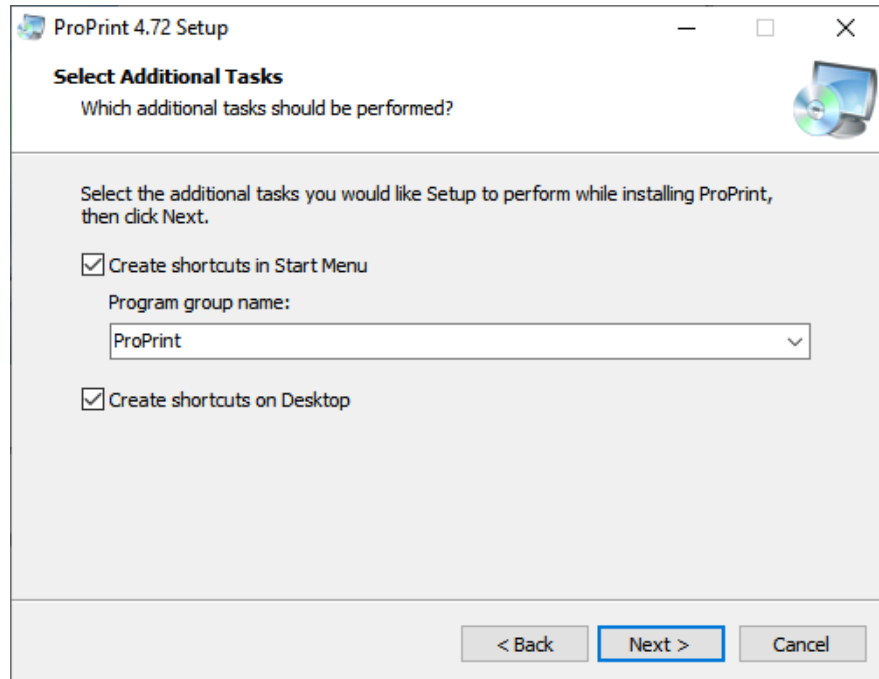 ProPrint 4.72 Setup
Select Additional Tasks
Which additional tasks should be performed?
Select the additional tasks you would like Setup to perform while installing ProPrint,
then click Next.
Create shortcuts in Start Menu
Program group name:
ProPrint
Create shortcuts on Desktop
< Back Next > Cancel